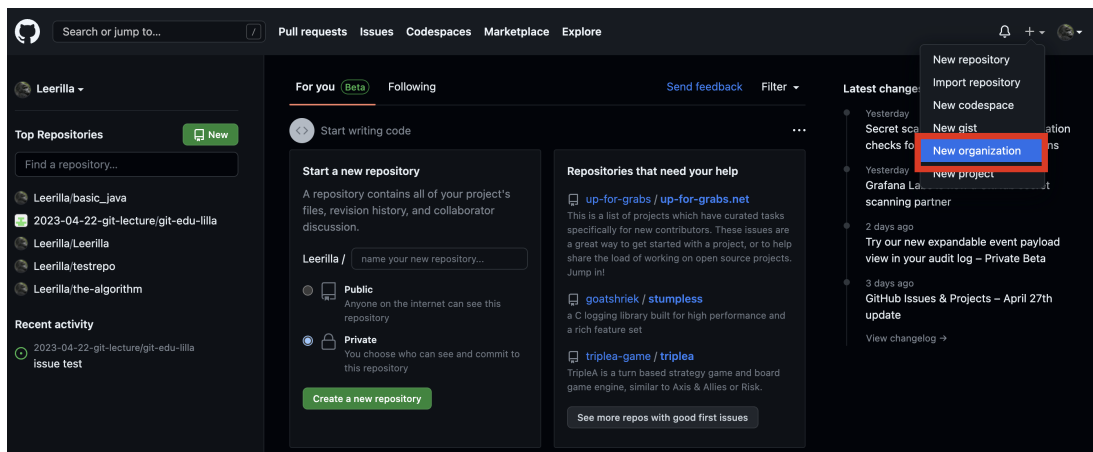 Search or jump to...
/
Pull requests Issues Codespaces Marketplace Explore
Leerilla
Top Repositories
New
Find a repository...
Leerilla/basic_java
2023-04-22-git-lecture/git-edu-lilla
Leerilla/Leerilla
Leerilla/testrepo
Leerilla/the-algorithm
Recent activity
2023-04-22-git-lecture/git-edu-lilla
issue test
For you Beta Following
Send feedback Filter
Start writing code
Start a new repository
A repository contains all of your project's
files, revision history, and collaborator
discussion.
Leerilla / name your new repository...
Public
Anyone on the internet can see this
repository
Private
You choose who can see and commit to
this repository
Create a new repository
Repositories that need your help
up-for-grabs / up-for-grabs.net
This is a list of projects which have curated tasks
specifically for new contributors. These issues are
a great way to get started with a project, or to help
share the load of working on open source projects.
Jump in!
goatshriek / stumpless
a C logging library built for high performance and
a rich feature set
triplea-game / triplea
TripleA is a turn based strategy game and board
game engine, similar to Axis & Allies or Risk.
See more repos with good first issues
New repository
Import repository
New codespace
New gist
New organization
New project
Latest change
Yesterday
Secret sca
checks fo
Yesterday
Grafana
scanning partner
2 days ago
Try our new expandable event payload
view in your audit log – Private Beta
3 days ago
GitHub Issues & Projects – April 27th
update
View changelog →